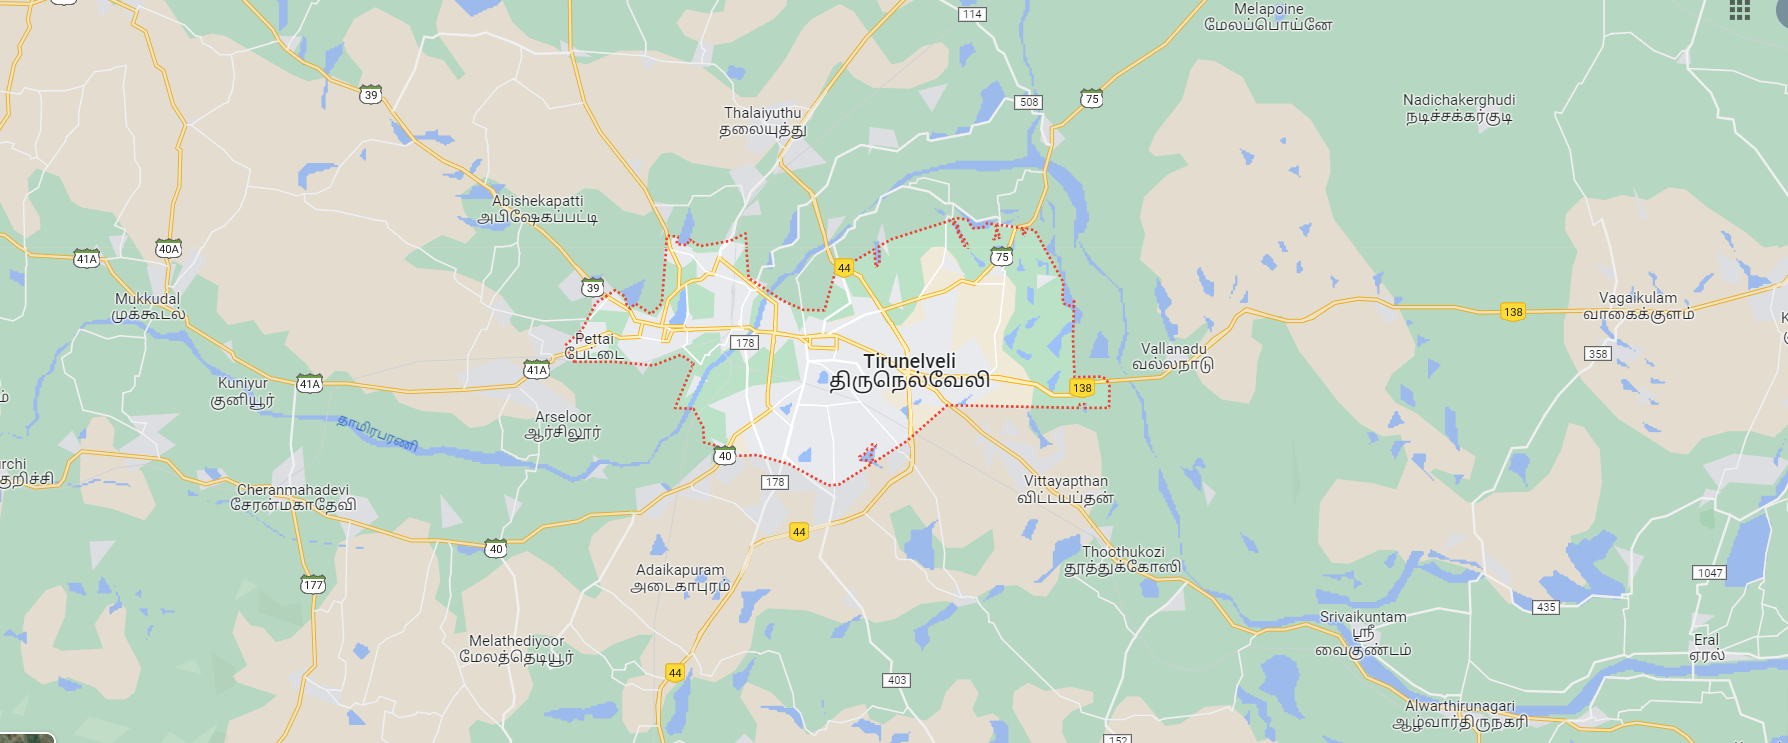 Melapoine
மேலப்பொய்னே
114
39
508
75
Nadichakerghudi
நடிச்சக்கர்குடி
Thalaiyuthu
தலையுத்து
Abishekapatti
அபிஷேகப்பட்டி
40A
41A
75
44
39
Mukkudal
முக்கூடல்
Vagaikulam
வாகைக்குளம்
138
Pettai
பேட்டை
178
Vallanadu
வல்லநாடு
358
Tirunelveli
திருநெல்வேலி
41A
Kuniyur
குனியூர்
41A
138
Arseloor
ஆர்சிலூர்
தாமிரபரணி
40
urchi
குறிச்சி
Cheranmahadevi
சேரன்மகாதேவி
178
Vittayapthan
விட்டயப்தன்
44
40
Thoothukozi
தூத்துக்கோஸி
Adaikapuram
அடைகாபுரம்
177
1047
435
Srivaikuntam
ஸ்ரீ
வைகுண்டம்
Melathediyoor
மேலத்தெடியூர்
Eral
ஏரல்
44
403
Alwarthirunagari
ஆழ்வார்திருநகரி
152